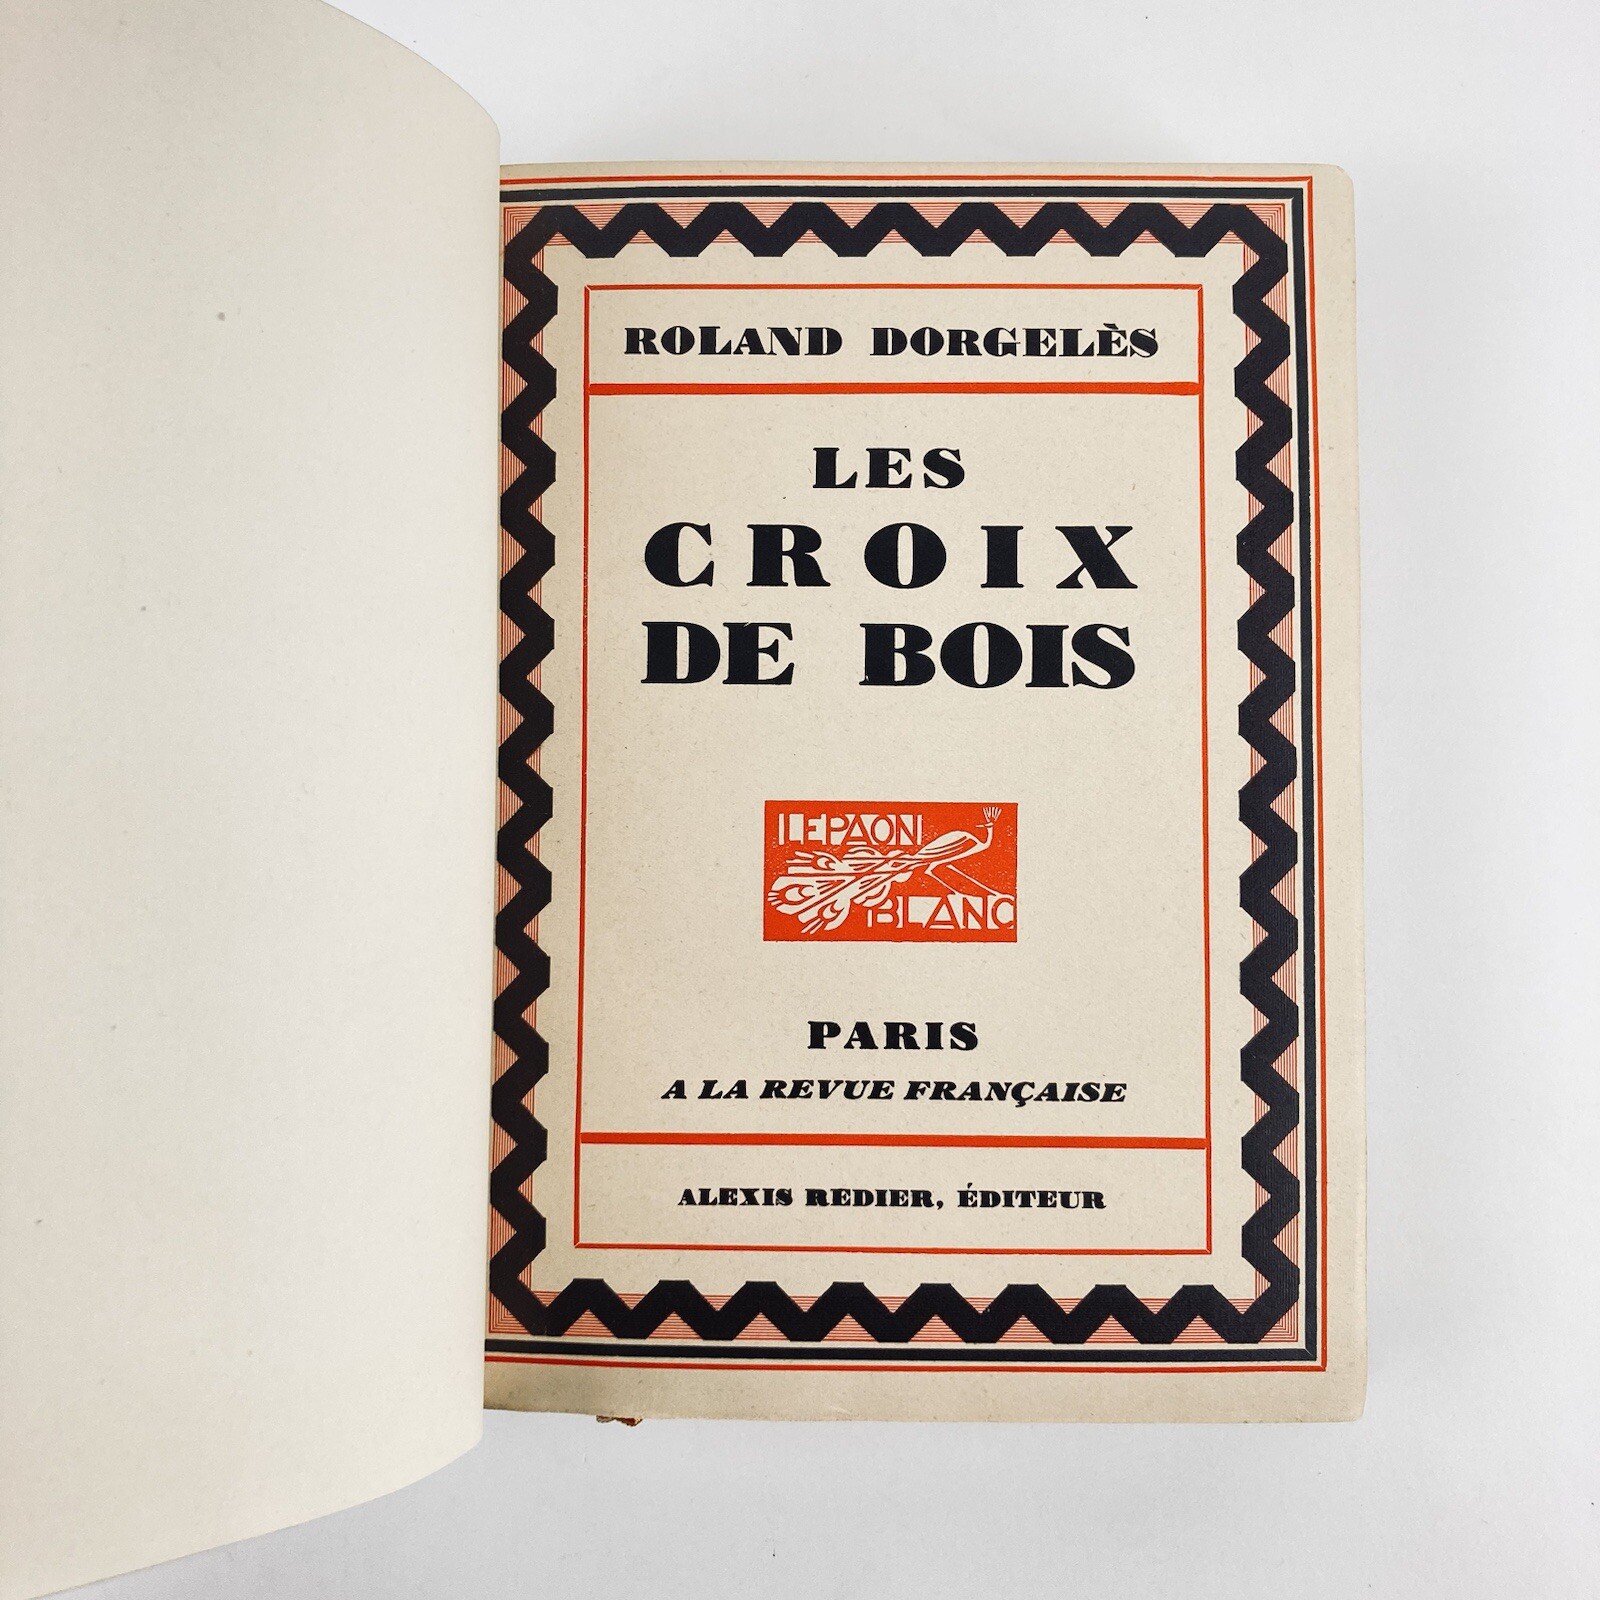 ROLAND DORGELÈS
LES
CROIX
DE BOIS
LE PAON
BLANC
PARIS
A LA REVUE FRANÇAISE
ALEXIS REDIER, ÉDITEUR